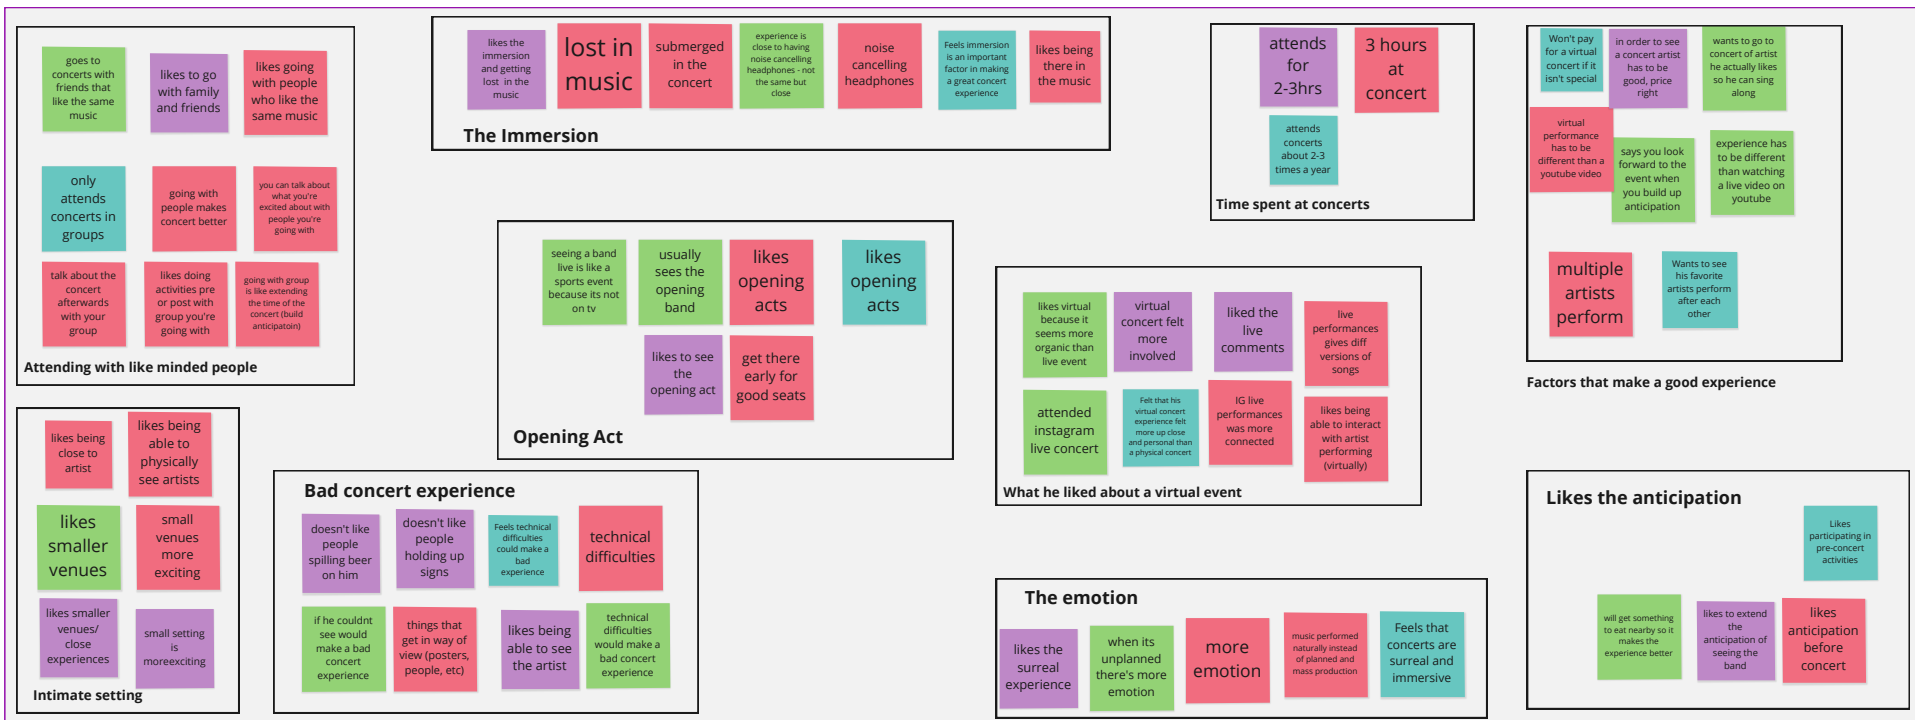 goes to
concerts with
friends that
like the same
music
likes to go
with family
and friends
likes going
with people
who like the
same music
only
attends
concerts in
groups
going with
people makes
concert better
you can talk about
what you're
excited about with
people you're
going with
talk about the
concert
afterwards
with your
group
likes doing
activities pre
or post with
group you're
going with
going with group
is like extending
the time of the
concert (build
anticipatoin)
Attending with like minded people
likes the
immersion
and getting
lost in the
music
lost in
music
submerged
in the
concert
experience is
close to having
noise cancelling
headphones - not
the same but
close
noise
cancelling
headphones
Feels immersion
is an important
factor in making
a great concert
experience
likes being
there in
the music
The Immersion
attends
for
2-3hrs
3 hours
at
concert
attends
concerts
about 2-3
times a year
Time spent at concerts
Won't pay
for a virtual
concert if it
isn't special
in order to see
a concert artist
has to be
good, price
right
wants to go to
concert of artist
he actually likes
so he can sing
along
virtual
performance
has to be
different than a
youtube video
says you look
forward to the
event when
you build up
anticipation
experience has
to be different
than watching
a live video on
youtube
multiple
artists
perform
Wants to see
his favorite
artists perform
after each
other
Factors that make a good experience
seeing a band
live is like a
sports event
because its not
on tv
usually
sees the
opening
band
likes
opening
acts
likes
opening
acts
likes to see
the
opening act
get there
early for
good seats
Opening Act
likes virtual
because it
seems more
organic than
live event
virtual
concert felt
more
involved
liked the
live
comments
live
performances
gives diff
versions of
songs
attended
instagram
live concert
Felt that his
virtual concert
experience felt
more up close
and personal than
a physical concert
IG live
performances
was more
connected
likes being
able to interact
with artist
performing
(virtually)
What he liked about a virtual event
likes being
close to
artist
likes being
able to
physically
see artists
likes
smaller
venues
small
venues
more
exciting
likes smaller
venues/
close
experiences
small setting
is
moreexciting
Intimate setting
Bad concert experience
doesn't like
people
spilling beer
on him
doesn't like
people
holding up
signs
Feels technical
difficulties
could make a
bad
experience
technical
difficulties
if he couldnt
see would
make a bad
concert
experience
things that
get in way of
view (posters,
people, etc)
likes being
able to see
the artist
technical
difficulties
would make a
bad concert
experience
The emotion
likes the
surreal
experience
when its
unplanned
there's more
emotion
more
emotion
music performed
naturally instead
of planned and
mass production
Feels that
concerts are
surreal and
immersive
Likes the anticipation
Likes
participating in
pre-concert
activities
will get something
to eat nearby so it
makes the
experience better
likes to extend
the
anticipation of
seeing the
band
likes
anticipation
before
concert